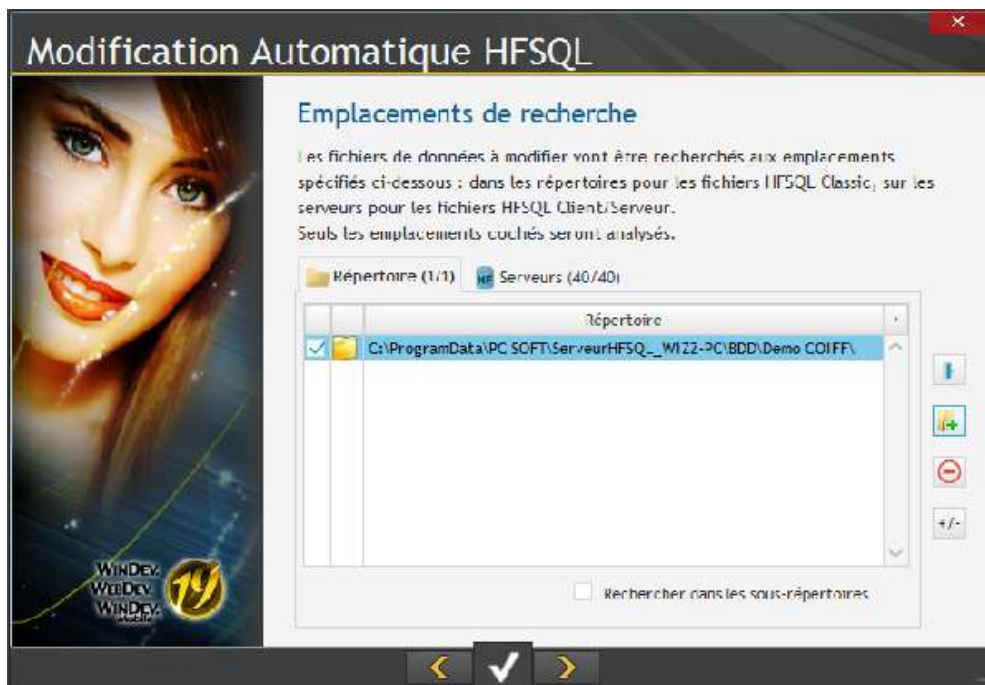 Modification Automatique HFSQL
Emplacements de recherche
Les fichiers de données à modifier vont être recherchés aux emplacements
spécifiés ci-dessous : dans les répertoires pour les fichiers HFSQL Classic, sur les
serveurs pour les fichiers HFSQL Client/Serveur.
Seuls les emplacements cochés seront analysés.
Répertoire (1/1)
HF Serveurs (40/40)
Répertoire
C:\ProgramData\PC SOFT\ServeurHFSQL_WIZZ-PC\BDD\Demo COIFF\
+/-
Rechercher dans les sous-répertoires
WINDEV.
WEBDEV.
WINDEV.
Mobile
19